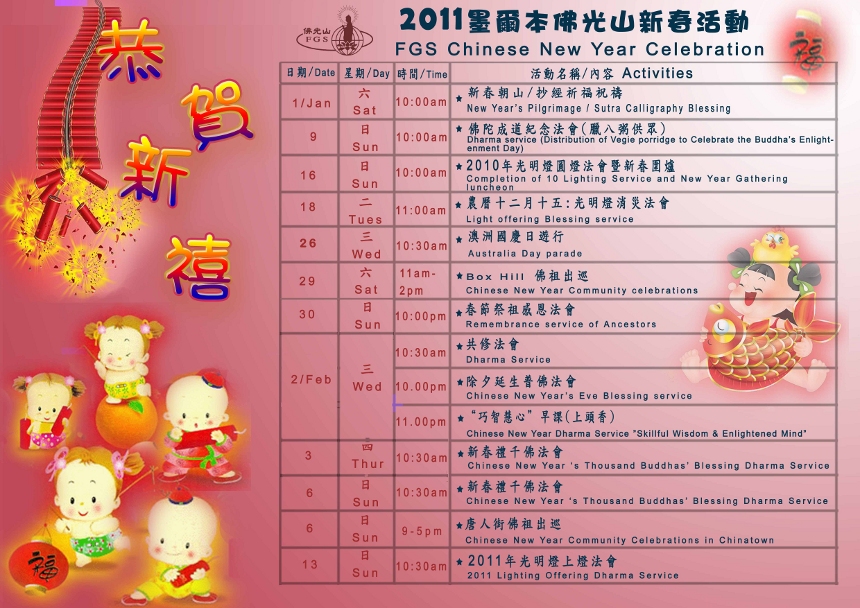 恭
賀
新
禧
佛光山
FGS
2011墨爾本佛光山新春活動
FGS Chinese New Year Celebration
福
日期/Date 星期/Day 時間/Time 活動名稱/內容 Activities
1/Jan 六 Sat 10:00am ★ 新春朝山/抄經祈福祝禱
New Year's Pilgrimage / Sutra Calligraphy Blessing
9 日 Sun 10:00am ★ 佛陀成道紀念法會(臘八粥供眾)
Dharma service (Distribution of Vegie porridge to Celebrate the Buddha's Enlight-
enment Day)
16 日 Sun 10:00am ★ 2010年光明燈圓燈法會暨新春圍爐
Completion of 10 Lighting Service and New Year Gathering
luncheon
18 二 Tues 11:00am ★ 農曆十二月十五:光明燈消災法會
Light offering Blessing service
26 三 Wed 10:30am ★ 澳洲國慶日遊行
Australia Day parade
29 六 Sat 11am-
2pm ★ Box Hill 佛祖出巡
Chinese New Year Community celebrations
30 日 Sun 10:00pm ★ 春節祭祖感恩法會
Remembrance service of Ancestors
2/Feb 三 Wed 10:30am ★ 共修法會
Dharma Service
10.00pm ★ 除夕延生普佛法會
Chinese New Year's Eve Blessing service
11.00pm ★ “巧智慧心”早課(上頭香)
Chinese New Year Dharma Service "Skillful Wisdom & Enlightened Mind"
3 四 Thur 10:30am ★ 新春禮千佛法會
Chinese New Year 's Thousand Buddhas' Blessing Dharma Service
6 日 Sun 10:30am ★ 新春禮千佛法會
Chinese New Year 's Thousand Buddhas' Blessing Dharma Service
6 日 Sun 9-5pm ★ 唐人街佛祖出巡
Chinese New Year Community Celebrations in Chinatown
13 日 Sun 10:30am ★ 2011年光明燈上燈法會
2011 Lighting Offering Dharma Service
福